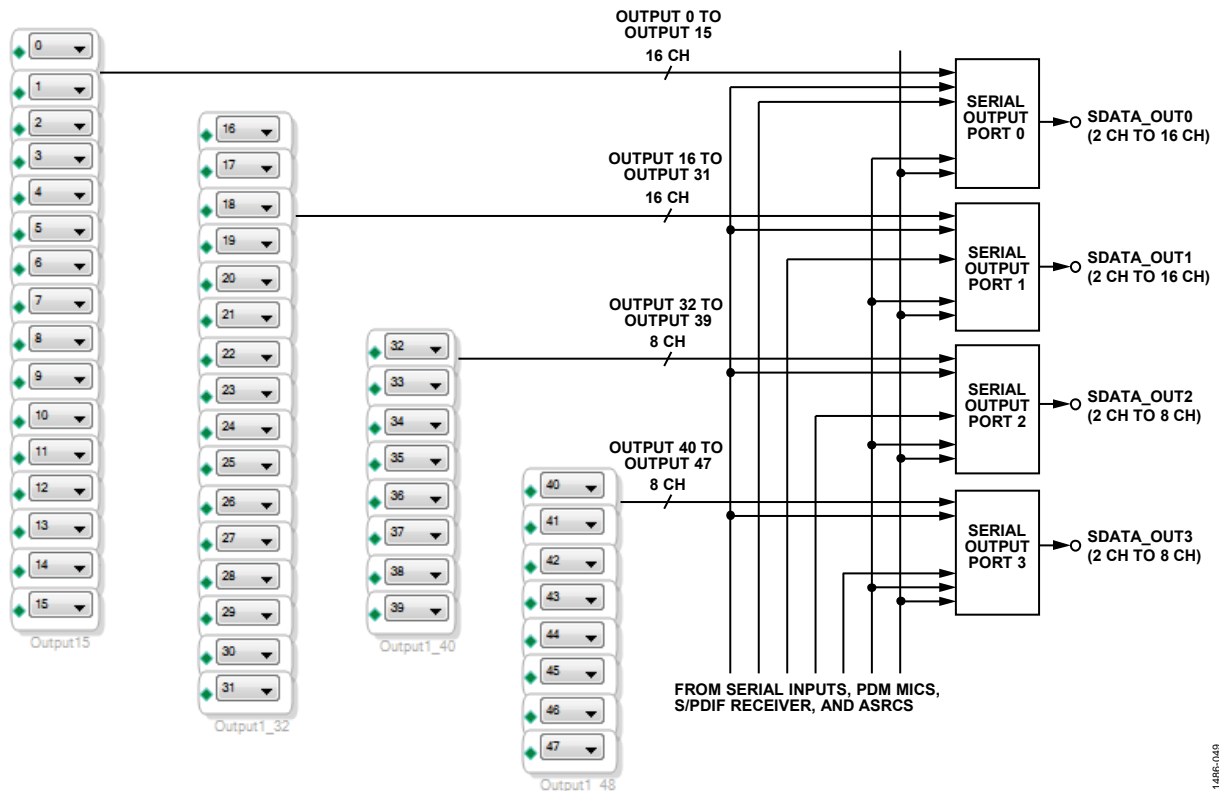 0
1
2
3
4
5
6
7
8
9
10
11
12
13
14
15
Output15
16
17
18
19
20
21
22
23
24
25
26
27
28
29
30
31
Output1_32
32
33
34
35
36
37
38
39
Output1_40
40
41
42
43
44
45
46
47
Output1_48
OUTPUT 0 TO
OUTPUT 15
16 CH
OUTPUT 16 TO
OUTPUT 31
16 CH
OUTPUT 32 TO
OUTPUT 39
8 CH
OUTPUT 40 TO
OUTPUT 47
8 CH
SERIAL
OUTPUT
PORT 0
SDATA_OUT0
(2 CH TO 16 CH)
SERIAL
OUTPUT
PORT 1
SDATA_OUT1
(2 CH TO 16 CH)
SERIAL
OUTPUT
PORT 2
SDATA_OUT2
(2 CH TO 8 CH)
SERIAL
OUTPUT
PORT 3
SDATA_OUT3
(2 CH TO 8 CH)
FROM SERIAL INPUTS, PDM MICS,
S/PDIF RECEIVER, AND ASRCS
1486-049